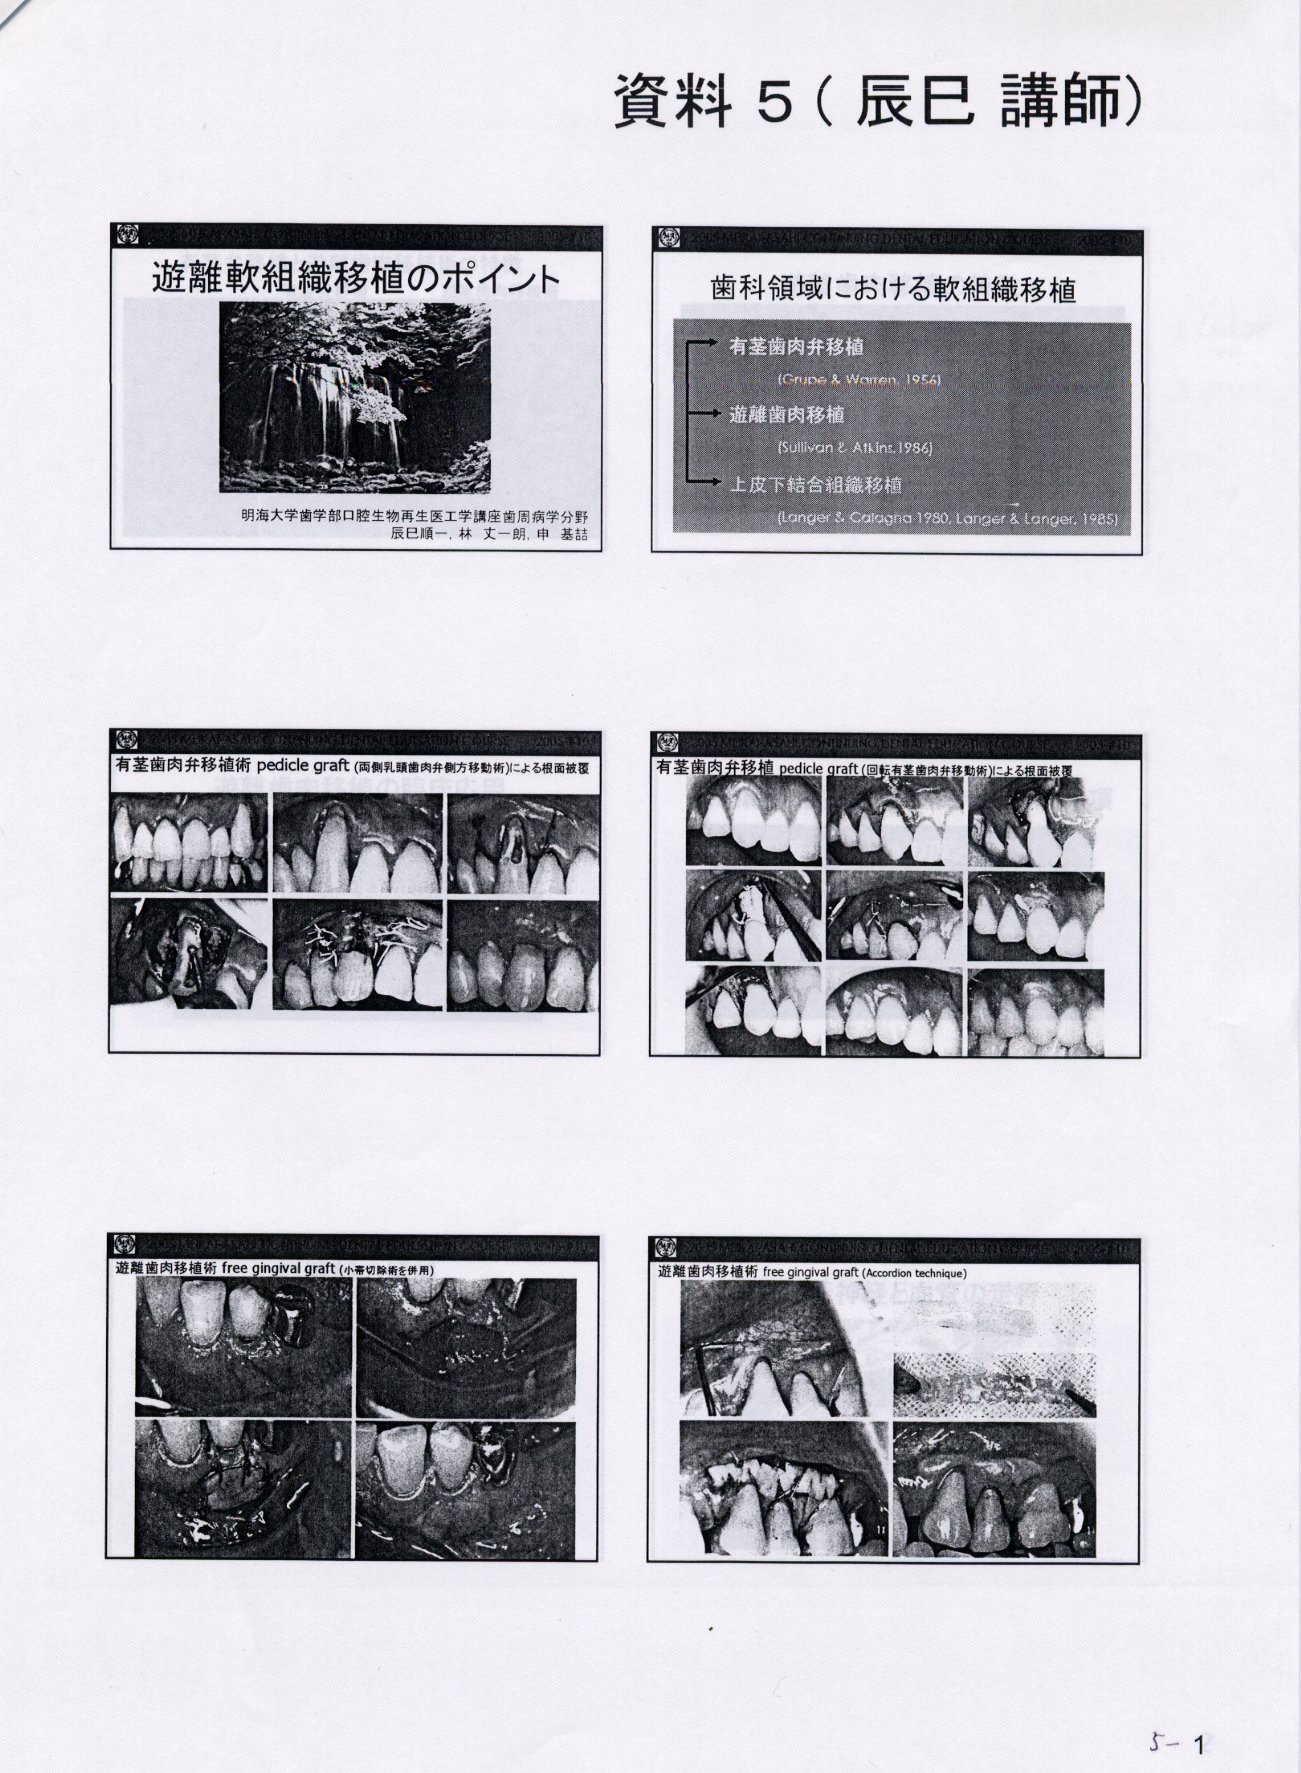 資料 5 ( 辰巳 講師)
遊離軟組織移植のポイント
明海大学歯学部口腔生物再生医工学講座歯周病学分野
辰巳順一, 林 丈一朗, 申 基喆
歯科領域における軟組織移植
有茎歯肉弁移植
(Grupe & Warren, 1956)
遊離歯肉移植
(Sullivan & Atkins,1986)
上皮下結合組織移植
(Langer & Calagna 1980, Langer & Langer, 1985)
有茎歯肉弁移植術 pedicle graft (両側乳頭歯肉弁側方移動術)による根面被覆
有茎歯肉弁移植 pedicle graft (回転有茎歯肉弁移動術)による根面被覆
遊離歯肉移植術 free gingival graft (小帯切除術を併用)
遊離歯肉移植術 free gingival graft (Accordion technique)
5- 1